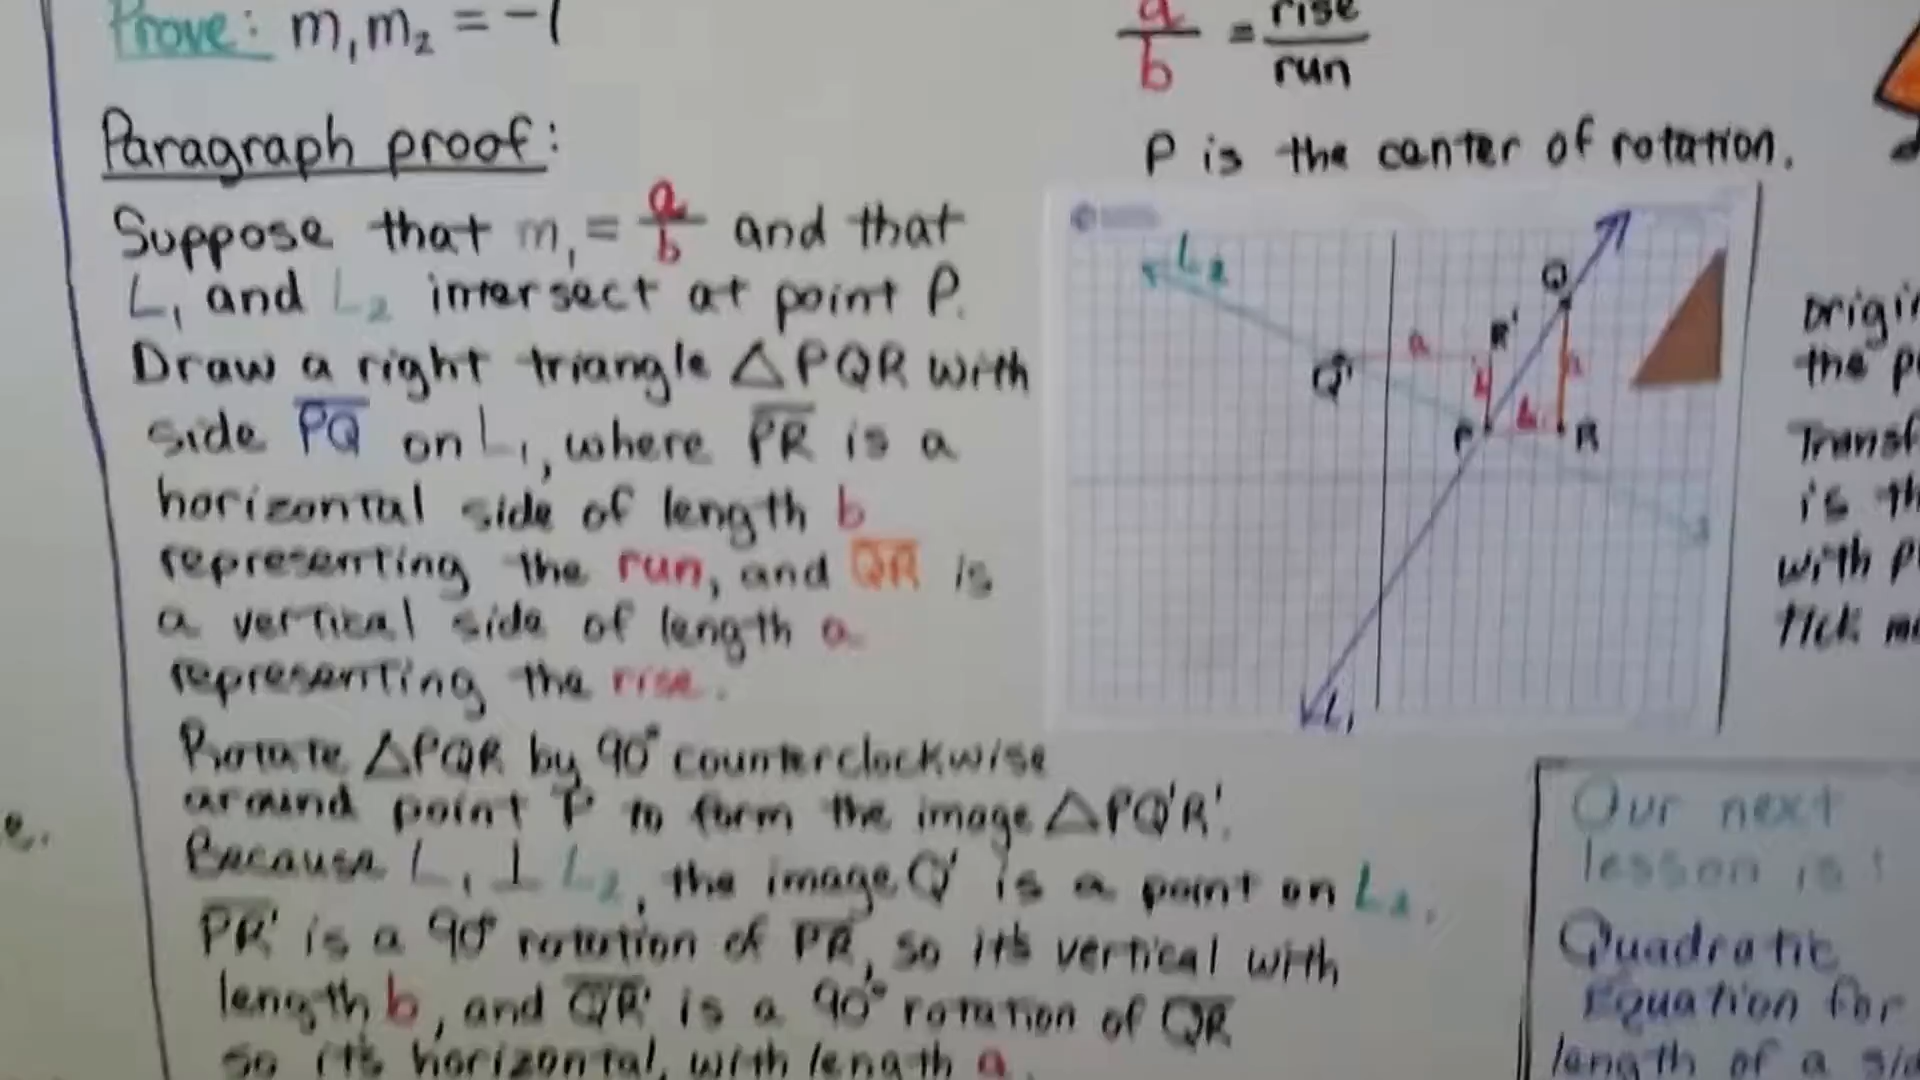 Prove: m₁m₂ = -1
Paragraph proof:
Suppose that m₁ = a/b and that
L₁ and L₂ intersect at point P.
Draw a right triangle △PQR with
side PQ on L₁, where PR is a
horizontal side of length b
representing the run, and QR is
a vertical side of length a
representing the rise.
Rotate △PQR by 90° counterclockwise
around point P to form the image △PQ'R'.
Because L₁ ⊥ L₂, the image Q' is a point on L₂.
PR' is a 90° rotation of PR, so it's vertical with
length b, and QR' is a 90° rotation of QR
so it's horizontal, with length a.
a/b = rise/run
P is the center of rotation.
L₂
Q
R'
a
Q'
b
P
R
L₁
the
is
with
tick
Our next
lesson is
Quadratic
Equation for
length of a